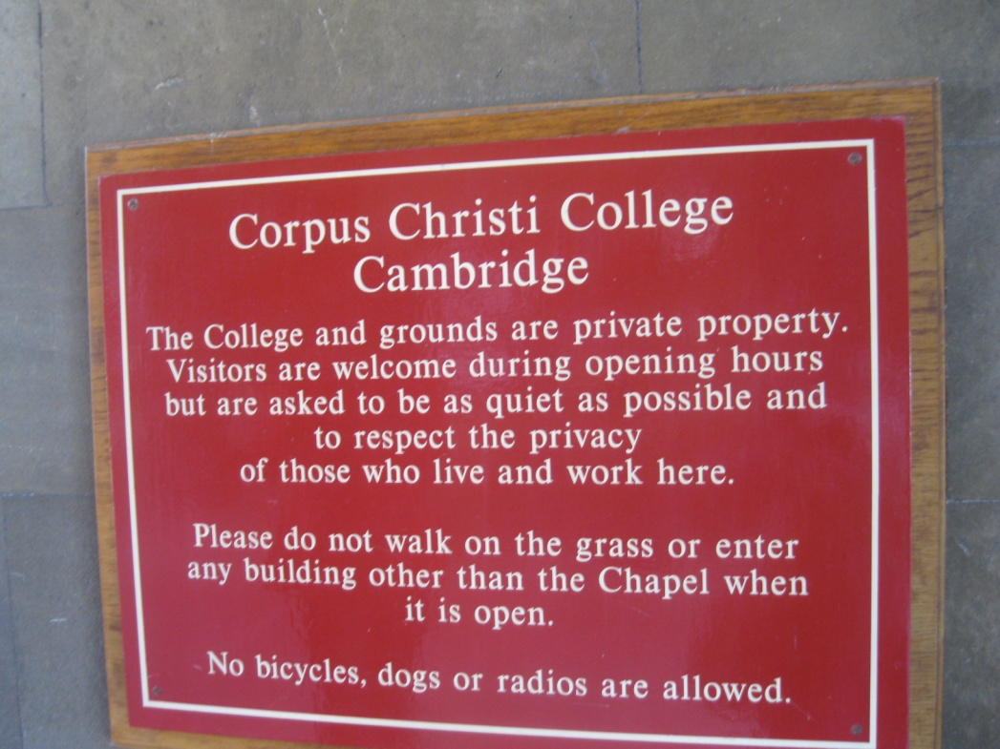 Corpus Christi College
Cambridge
The College and grounds are private property.
Visitors are welcome during opening hours
but are asked to be as quiet as possible and
to respect the privacy
of those who live and work here.
Please do not walk on the grass or enter
any building other than the Chapel when
it is open.
No bicycles, dogs or radios are allowed.